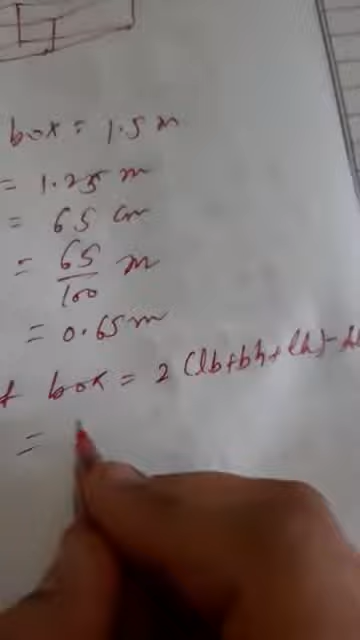 box = 1.5 m
= 1.25 m
= 65 cm
= 65/100 m
= 0.65 m
box = 2 (lb+bh+lh) -
=